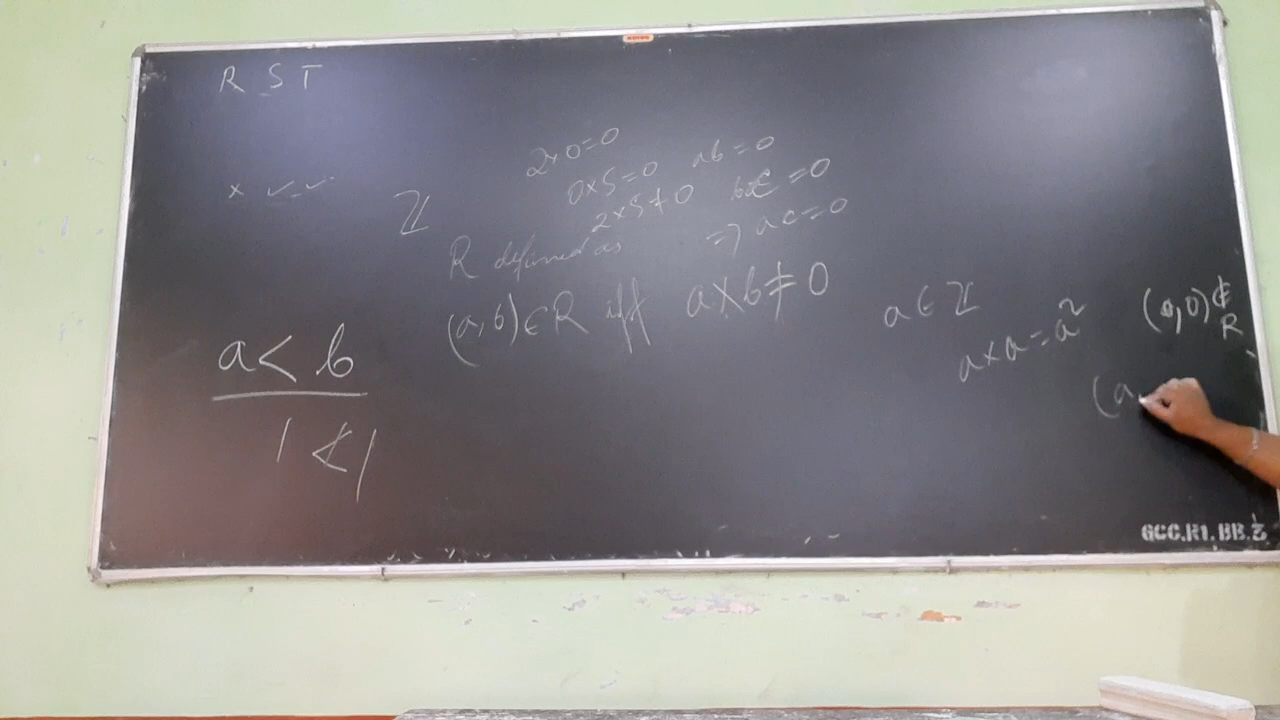 R S T
× ✓ ✓
ℤ
2×0=0
0×5=0
2×5≠0
ab=0
=0
⇒ ac=0
R defined as
(a,b)∈R iff a×b≠0
a<b
1≮1
a∈ℤ
a×a=a²
(0,0)∉
R
(a,
GCC.R1.BB.2